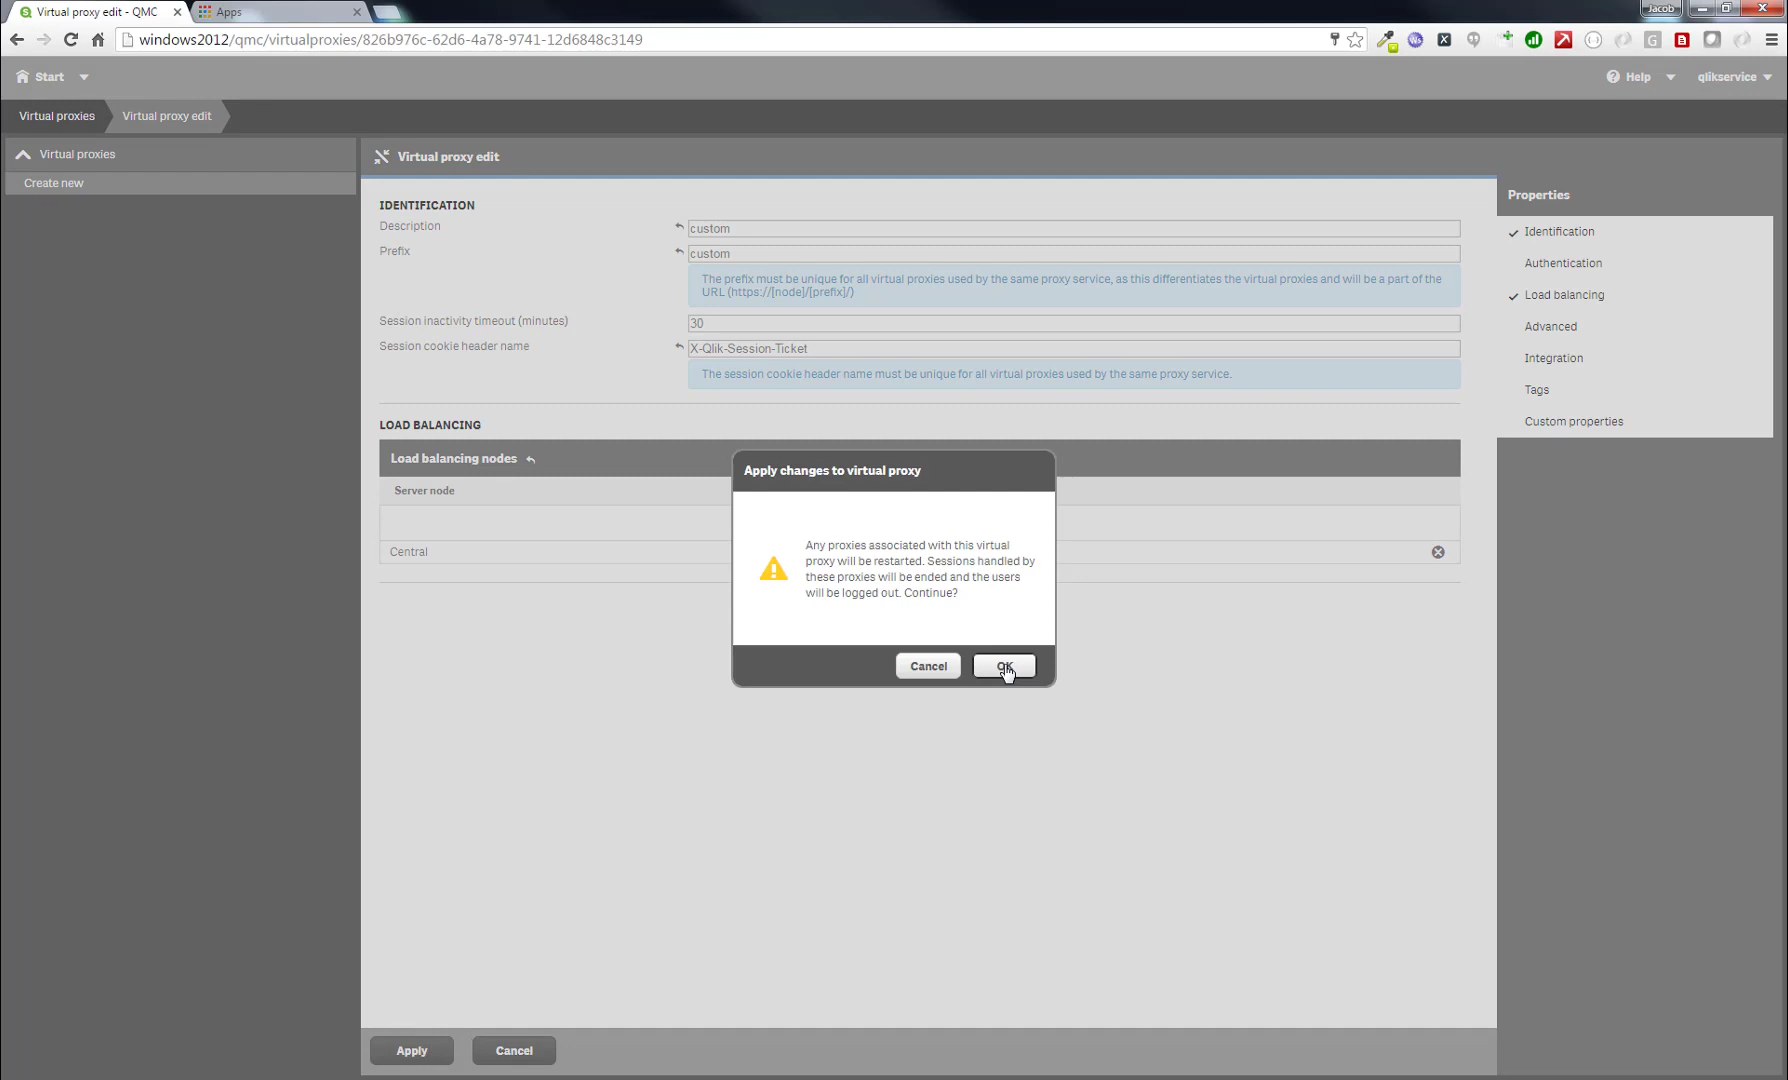 Virtual proxy edit - QMC
Apps
Jacob
windows2012/qmc/virtualproxies/826b976c-62d6-4a78-9741-12d6848c3149
Start
Help
qlikservice
Virtual proxies
Virtual proxy edit
Virtual proxies
Create new
Virtual proxy edit
IDENTIFICATION
Description
custom
Prefix
custom
The prefix must be unique for all virtual proxies used by the same proxy service, as this differentiates the virtual proxies and will be a part of the
URL (https://[node]/[prefix]/)
Session inactivity timeout (minutes)
30
Session cookie header name
X-Qlik-Session-Ticket
The session cookie header name must be unique for all virtual proxies used by the same proxy service.
LOAD BALANCING
Load balancing nodes
Server node
Central
Apply changes to virtual proxy
Any proxies associated with this virtual
proxy will be restarted. Sessions handled by
these proxies will be ended and the users
will be logged out. Continue?
Cancel
OK
Properties
Identification
Authentication
Load balancing
Advanced
Integration
Tags
Custom properties
Apply
Cancel